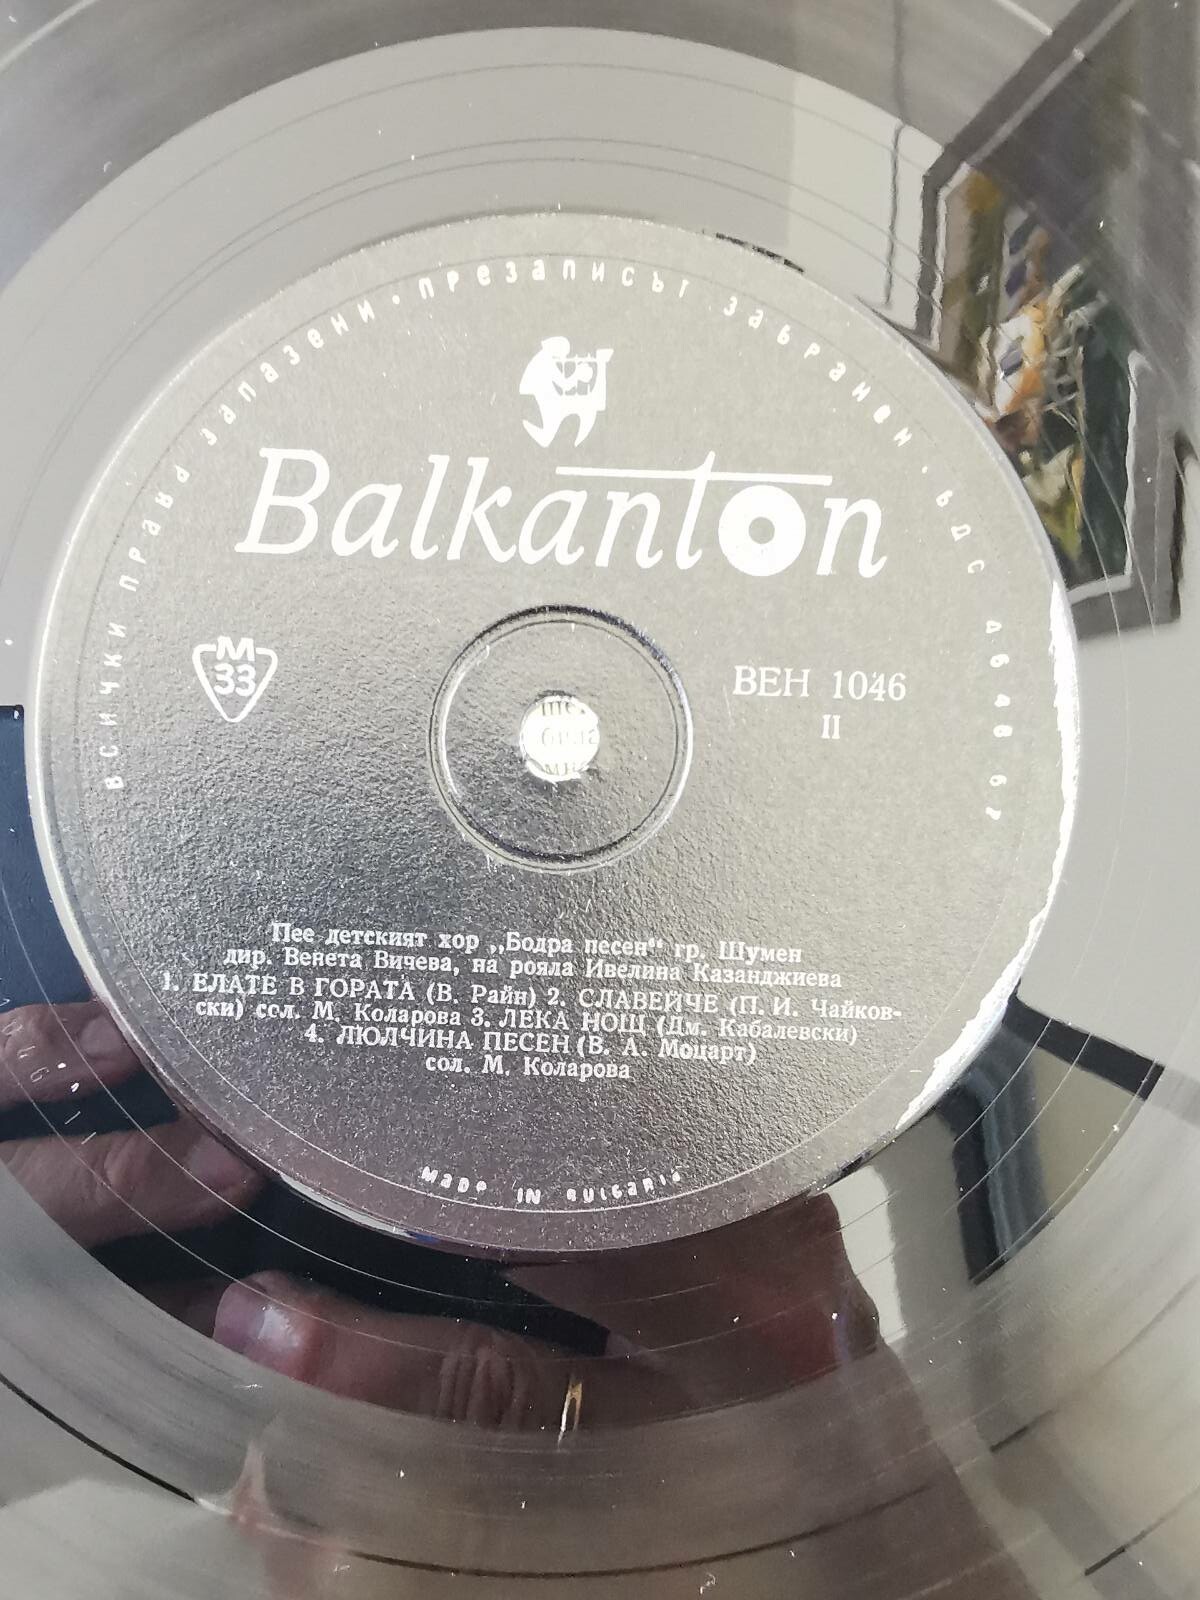 всички права запазени · презаписът забранен · БДС 4648 62
Balkanton
M
33
ВЕН 1046
II
Пее детският хор „Бодра песен“ гр. Шумен
дир. Венета Вичева, на рояла Ивелина Казанджиева
1. ЕЛАТЕ В ГОРАТА (В. Райн) 2. СЛАВЕЙЧЕ (П. И. Чайков-
ски) сол. М. Коларова 3. ЛЕКА НОЩ (Дм. Кабалевски)
4. ЛЮЛЧИНА ПЕСЕН (В. А. Моцарт)
сол. М. Коларова
Made in Bulgaria